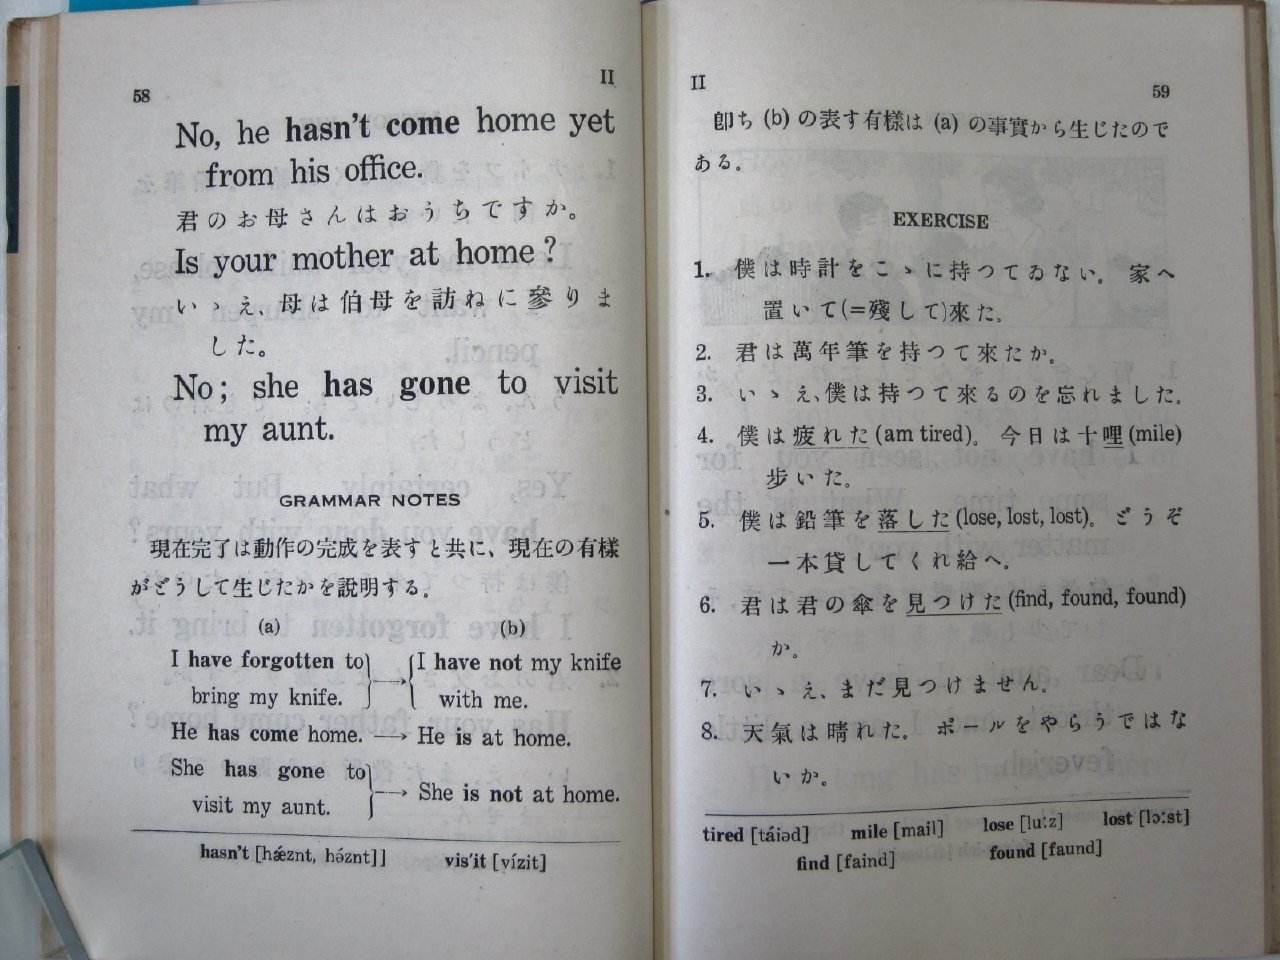 58
II
No, he hasn't come home yet
from his office.
君のお母さんはおうちですか。
Is your mother at home?
いゝえ、母は伯母を訪ねに參りま
した。
No; she has gone to visit
my aunt.
GRAMMAR NOTES
現在完了は動作の完成を表すと共に、現在の有樣
がどうして生じたかを說明する。
(a) (b)
I have forgotten to I have not my knife
bring my knife. → with me.
He has come home. → He is at home.
She has gone to
visit my aunt. → She is not at home.
hasn't [hǽznt, həznt]] vis'it [vízit]
II
59
卽ち (b) の表す有樣は (a) の事實から生じたので
ある。
EXERCISE
1. 僕は時計をこゝに持つてゐない。 家へ
置いて(=殘して)來た。
2. 君は萬年筆を持つて來たか。
3. いゝえ、僕は持つて來るのを忘れました。
4. 僕は疲れた (am tired)。 今日は十哩 (mile)
步いた。
5. 僕は鉛筆を落した (lose, lost, lost)。 どうぞ
一本貸してくれ給へ。
6. 君は君の傘を見つけた (find, found, found)
か。
7. いゝえ、まだ見つけません。
8. 天氣は晴れた。 ボールをやらうではな
いか。
tired [táiəd] mile [mail] lose [lu:z] lost [lɔ:st]
find [faind] found [faund]